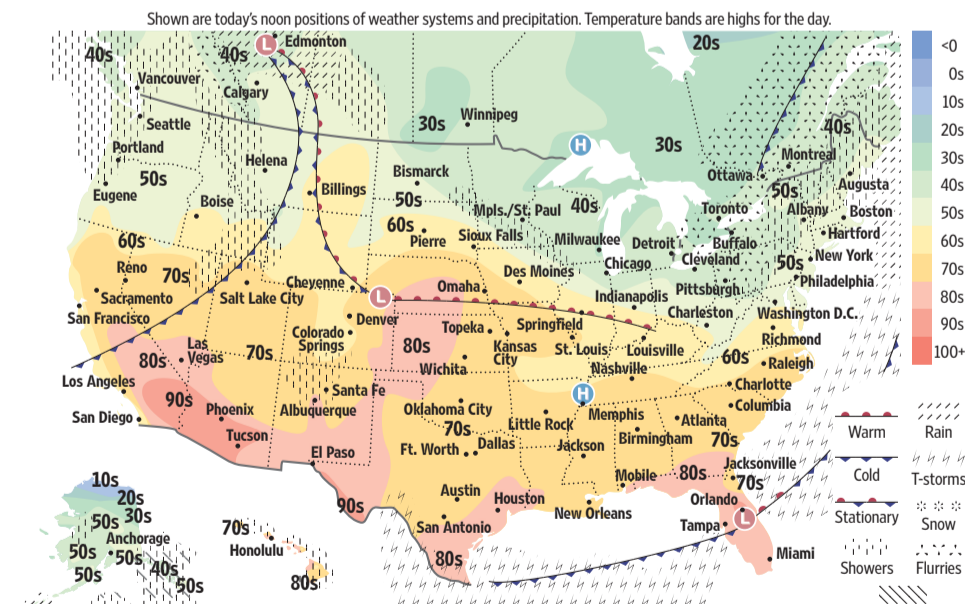 Shown are today's noon positions of weather systems and precipitation. Temperature bands are highs for the day.
40s
40s
L
Edmonton
20s
<0
Vancouver
Calgary
0s
10s
Seattle
30s
Winnipeg
20s
40s
Portland
H
30s
30s
Helena
Montreal
50s
Bismarck
Ottawa
40s
Eugene
Billings
50s
50s
Augusta
Boise
Mpls./St. Paul
40s
Toronto
Albany
Boston
50s
60s
60s
Pierre
Sioux Falls
Milwaukee
Detroit
Buffalo
Hartford
60s
Reno
70s
Des Moines
Chicago
Cleveland
50s
New York
70s
Sacramento
Salt Lake City
Cheyenne
Omaha
Pittsburgh
Philadelphia
80s
San Francisco
L
Indianapolis
Denver
Topeka
Springfield
Charleston
Washington D.C.
90s
Colorado
Springs
Kansas
City
St. Louis
Louisville
Richmond
100+
80s
Las
Vegas
70s
80s
Wichita
Nashville
60s
Raleigh
Los Angeles
90s
Santa Fe
H
Charlotte
San Diego
Phoenix
Albuquerque
Oklahoma City
Little Rock
Memphis
Atlanta
Columbia
Tucson
70s
Jackson
Birmingham
70s
El Paso
Ft. Worth
Dallas
Warm
Rain
Mobile
80s
Jacksonville
70s
Cold
T-storms
10s
20s
90s
Austin
Houston
Orlando
50s
30s
70s
San Antonio
New Orleans
Tampa
L
Stationary
Snow
Anchorage
Honolulu
50s
50s
40s
80s
80s
Miami
Showers
Flurries
50s
50s